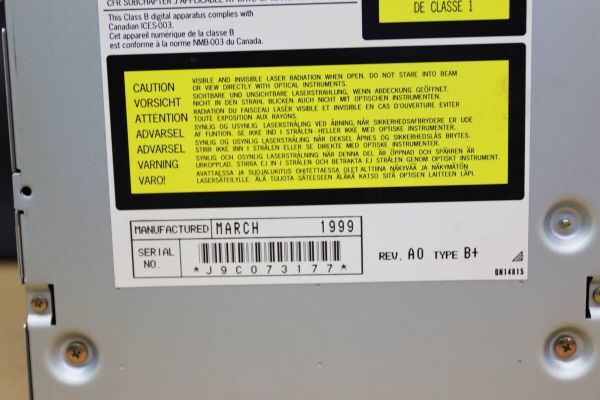 CFR SUBCHAPTER J APPLICABLE AT DATE OF
This Class B digital apparatus complies with
Canadian ICES-003.
Cet appareil numérique de la classe B
est conforme à la norme NMB-003 du Canada.
DE CLASSE 1
CAUTION VISIBLE AND INVISIBLE LASER RADIATION WHEN OPEN. DO NOT STARE INTO BEAM
OR VIEW DIRECTLY WITH OPTICAL INSTRUMENTS.
VORSICHT SICHTBARE UND UNSICHTBARE LASERSTRAHLUNG, WENN ABDECKUNG GEÖFFNET.
NICHT IN DEN STRAHL BLICKEN AUCH NICHT MIT OPTISCHEN INSTRUMENTEN.
ATTENTION RADIATION DU FAISCEAU LASER VISIBLE ET INVISIBLE EN CAS D'OUVERTURE EVITER
TOUTE EXPOSITION AUX RAYONS.
ADVARSEL SYNLIG OG USYNLIG LASERSTRÅLING VED ÅBNING, NÅR SIKKERHEDSAFBRYDERE ER UDE
AF FUNTION. SE IKKE IND I STRÅLEN-HELLER IKKE MED OPTISKE INSTRUMENTER.
ADVARSEL SYNLIG OG USYNLIG LASERSTRÅLING NÅR DEKSEL ÅPNES OG SIKKERHEDSLÅS BRYTES.
STIRR IKKE INN I STRÅLEN ELLER SE DIREKTE MED OPTISKE INSTRUMENTER.
VARNING SYNLIG OCH OSYNLIG LASERSTRÅLNING NÄR DENNA DEL ÄR ÖPPNAD OCH SPÄRREN ÄR
URKOPPLAD. STIRRA EJ IN I STRÅLEN OCH BETRAKTA EJ STRÅLEN GENOM OPTISKT INSTRUMENT.
VARO! AVATTAESSA JA SUOJALUKITUS OHITETTAESSA OLET ALTTIINA NÄKYVÄÄ JA NÄKYMÄTÖN
LASERSÄTEILYLLE. ÄLÄ TUIJOTA SÄTEESEEN ÄLÄKÄ KATSO SITÄ OPTISEN LAITTEEN LÄPI.
MANUFACTURED MARCH 1999
SERIAL NO. *J9C073177*
REV. A0 TYPE B+
QN14815